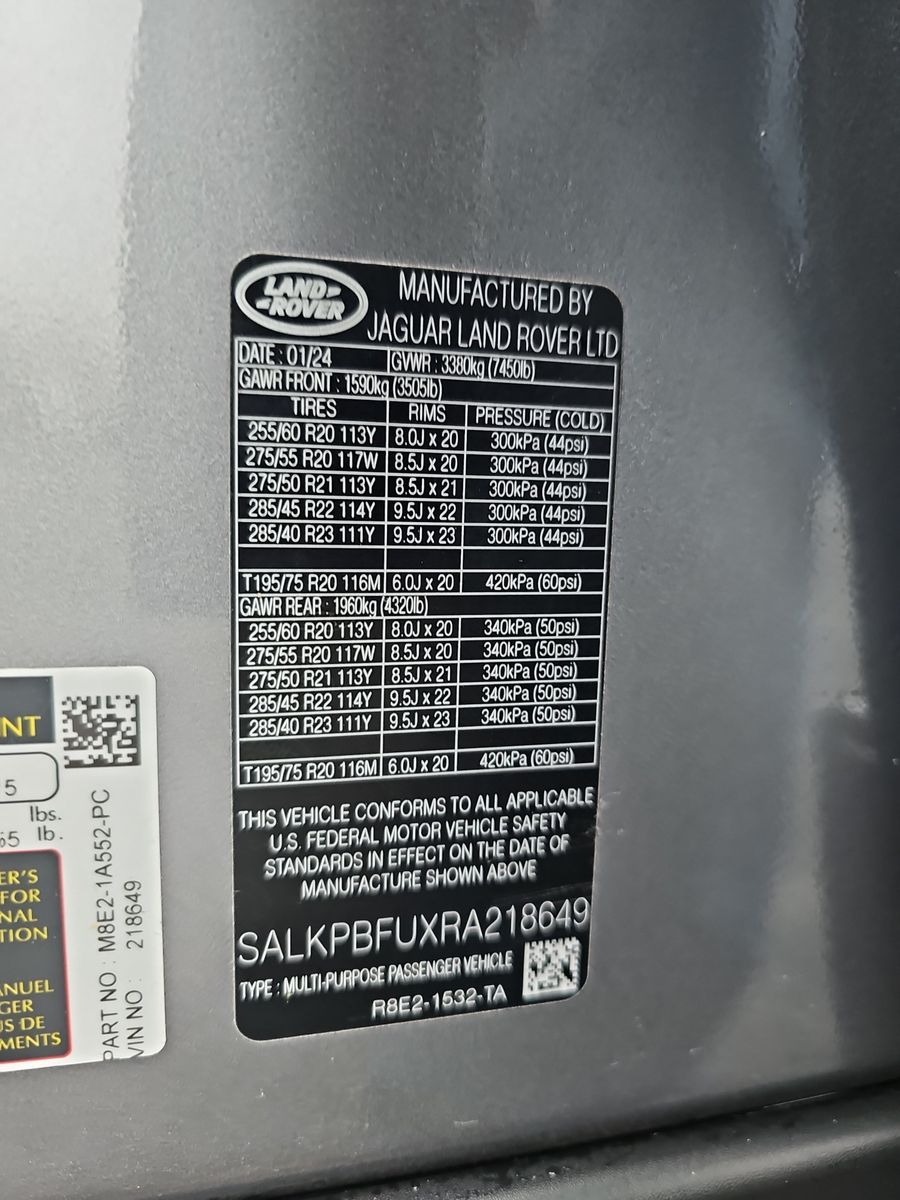 LAND-
-ROVER
MANUFACTURED BY
JAGUAR LAND ROVER LTD
DATE : 01/24 GVWR : 3380kg (7450lb)
GAWR FRONT : 1590kg (3505lb)
TIRES RIMS PRESSURE (COLD)
255/60 R20 113Y 8.0J x 20 300kPa (44psi)
275/55 R20 117W 8.5J x 20 300kPa (44psi)
275/50 R21 113Y 8.5J x 21 300kPa (44psi)
285/45 R22 114Y 9.5J x 22 300kPa (44psi)
285/40 R23 111Y 9.5J x 23 300kPa (44psi)
T195/75 R20 116M 6.0J x 20 420kPa (60psi)
GAWR REAR : 1960kg (4320lb)
255/60 R20 113Y 8.0J x 20 340kPa (50psi)
275/55 R20 117W 8.5J x 20 340kPa (50psi)
275/50 R21 113Y 8.5J x 21 340kPa (50psi)
285/45 R22 114Y 9.5J x 22 340kPa (50psi)
285/40 R23 111Y 9.5J x 23 340kPa (50psi)
T195/75 R20 116M 6.0J x 20 420kPa (60psi)
THIS VEHICLE CONFORMS TO ALL APPLICABLE
U.S. FEDERAL MOTOR VEHICLE SAFETY
STANDARDS IN EFFECT ON THE DATE OF
MANUFACTURE SHOWN ABOVE
SALKPBFUXRA218649
TYPE : MULTI-PURPOSE PASSENGER VEHICLE
R8E2-1532-TA
NT
5
lbs.
65 lb.
ER'S
FOR
NAL
TION
ANUEL
GER
US DE
MENTS
PART NO : M8E2-1A552-PC
VIN NO : 218649